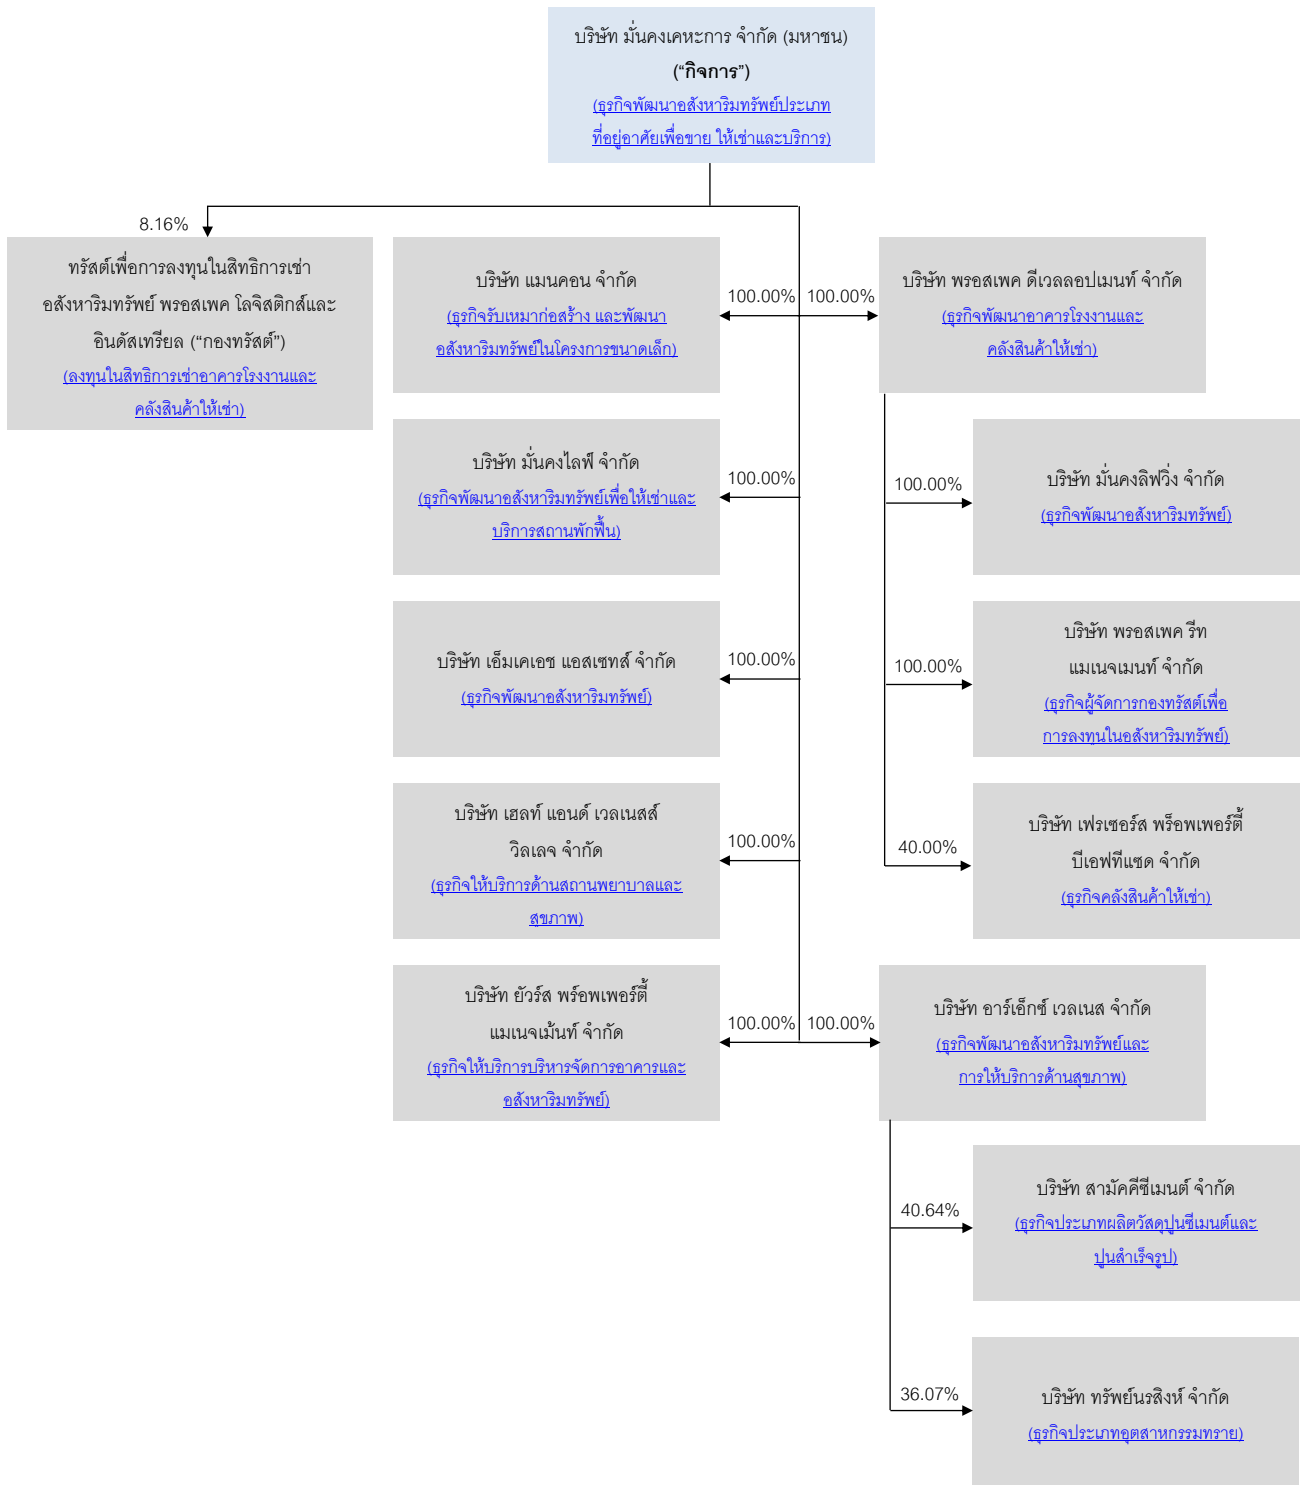 บริษัท มั่นคงเคหะการ จำกัด (มหาชน)
(“กิจการ”)
(ธุรกิจพัฒนาอสังหาริมทรัพย์ประเภท
ที่อยู่อาศัยเพื่อขาย ให้เช่าและบริการ)
8.16%
ทรัสต์เพื่อการลงทุนในสิทธิการเช่า
อสังหาริมทรัพย์ พรอสเพค โลจิสติกส์และ
อินดัสเทรียล (“กองทรัสต์”)
(ลงทุนในสิทธิการเช่าอาคารโรงงานและ
คลังสินค้าให้เช่า)
บริษัท แมนคอน จำกัด
(ธุรกิจรับเหมาก่อสร้าง และพัฒนา
อสังหาริมทรัพย์ในโครงการขนาดเล็ก)
100.00%
100.00%
บริษัท พรอสเพค ดีเวลลอปเมนท์ จำกัด
(ธุรกิจพัฒนาอาคารโรงงานและ
คลังสินค้าให้เช่า)
บริษัท มั่นคงไลฟ์ จำกัด
(ธุรกิจพัฒนาอสังหาริมทรัพย์เพื่อให้เช่าและ
บริการสถานพักฟื้น)
100.00%
100.00%
บริษัท มั่นคงลิฟวิ่ง จำกัด
(ธุรกิจพัฒนาอสังหาริมทรัพย์)
บริษัท เอ็มเคเอช แอสเซทส์ จำกัด
(ธุรกิจพัฒนาอสังหาริมทรัพย์)
100.00%
100.00%
บริษัท พรอสเพค รีท
แมเนจเมนท์ จำกัด
(ธุรกิจผู้จัดการกองทรัสต์เพื่อ
การลงทุนในอสังหาริมทรัพย์)
บริษัท เฮลท์ แอนด์ เวลเนสส์
วิลเลจ จำกัด
(ธุรกิจให้บริการด้านสถานพยาบาลและ
สุขภาพ)
100.00%
40.00%
บริษัท เฟรเซอร์ส พร็อพเพอร์ตี้
บีเอฟทีแซด จำกัด
(ธุรกิจคลังสินค้าให้เช่า)
บริษัท ยัวร์ส พร์อพเพอร์ตี้
แมเนจเม้นท์ จำกัด
(ธุรกิจให้บริการบริหารจัดการอาคารและ
อสังหาริมทรัพย์)
100.00%
100.00%
บริษัท อาร์เอ็กซ์ เวลเนส จำกัด
(ธุรกิจพัฒนาอสังหาริมทรัพย์และ
การให้บริการด้านสุขภาพ)
40.64%
บริษัท สามัคคีซีเมนต์ จำกัด
(ธุรกิจประเภทผลิตวัสดุปูนซีเมนต์และ
ปูนสำเร็จรูป)
36.07%
บริษัท ทรัพย์นรสิงห์ จำกัด
(ธุรกิจประเภทอุตสาหกรรมทราย)